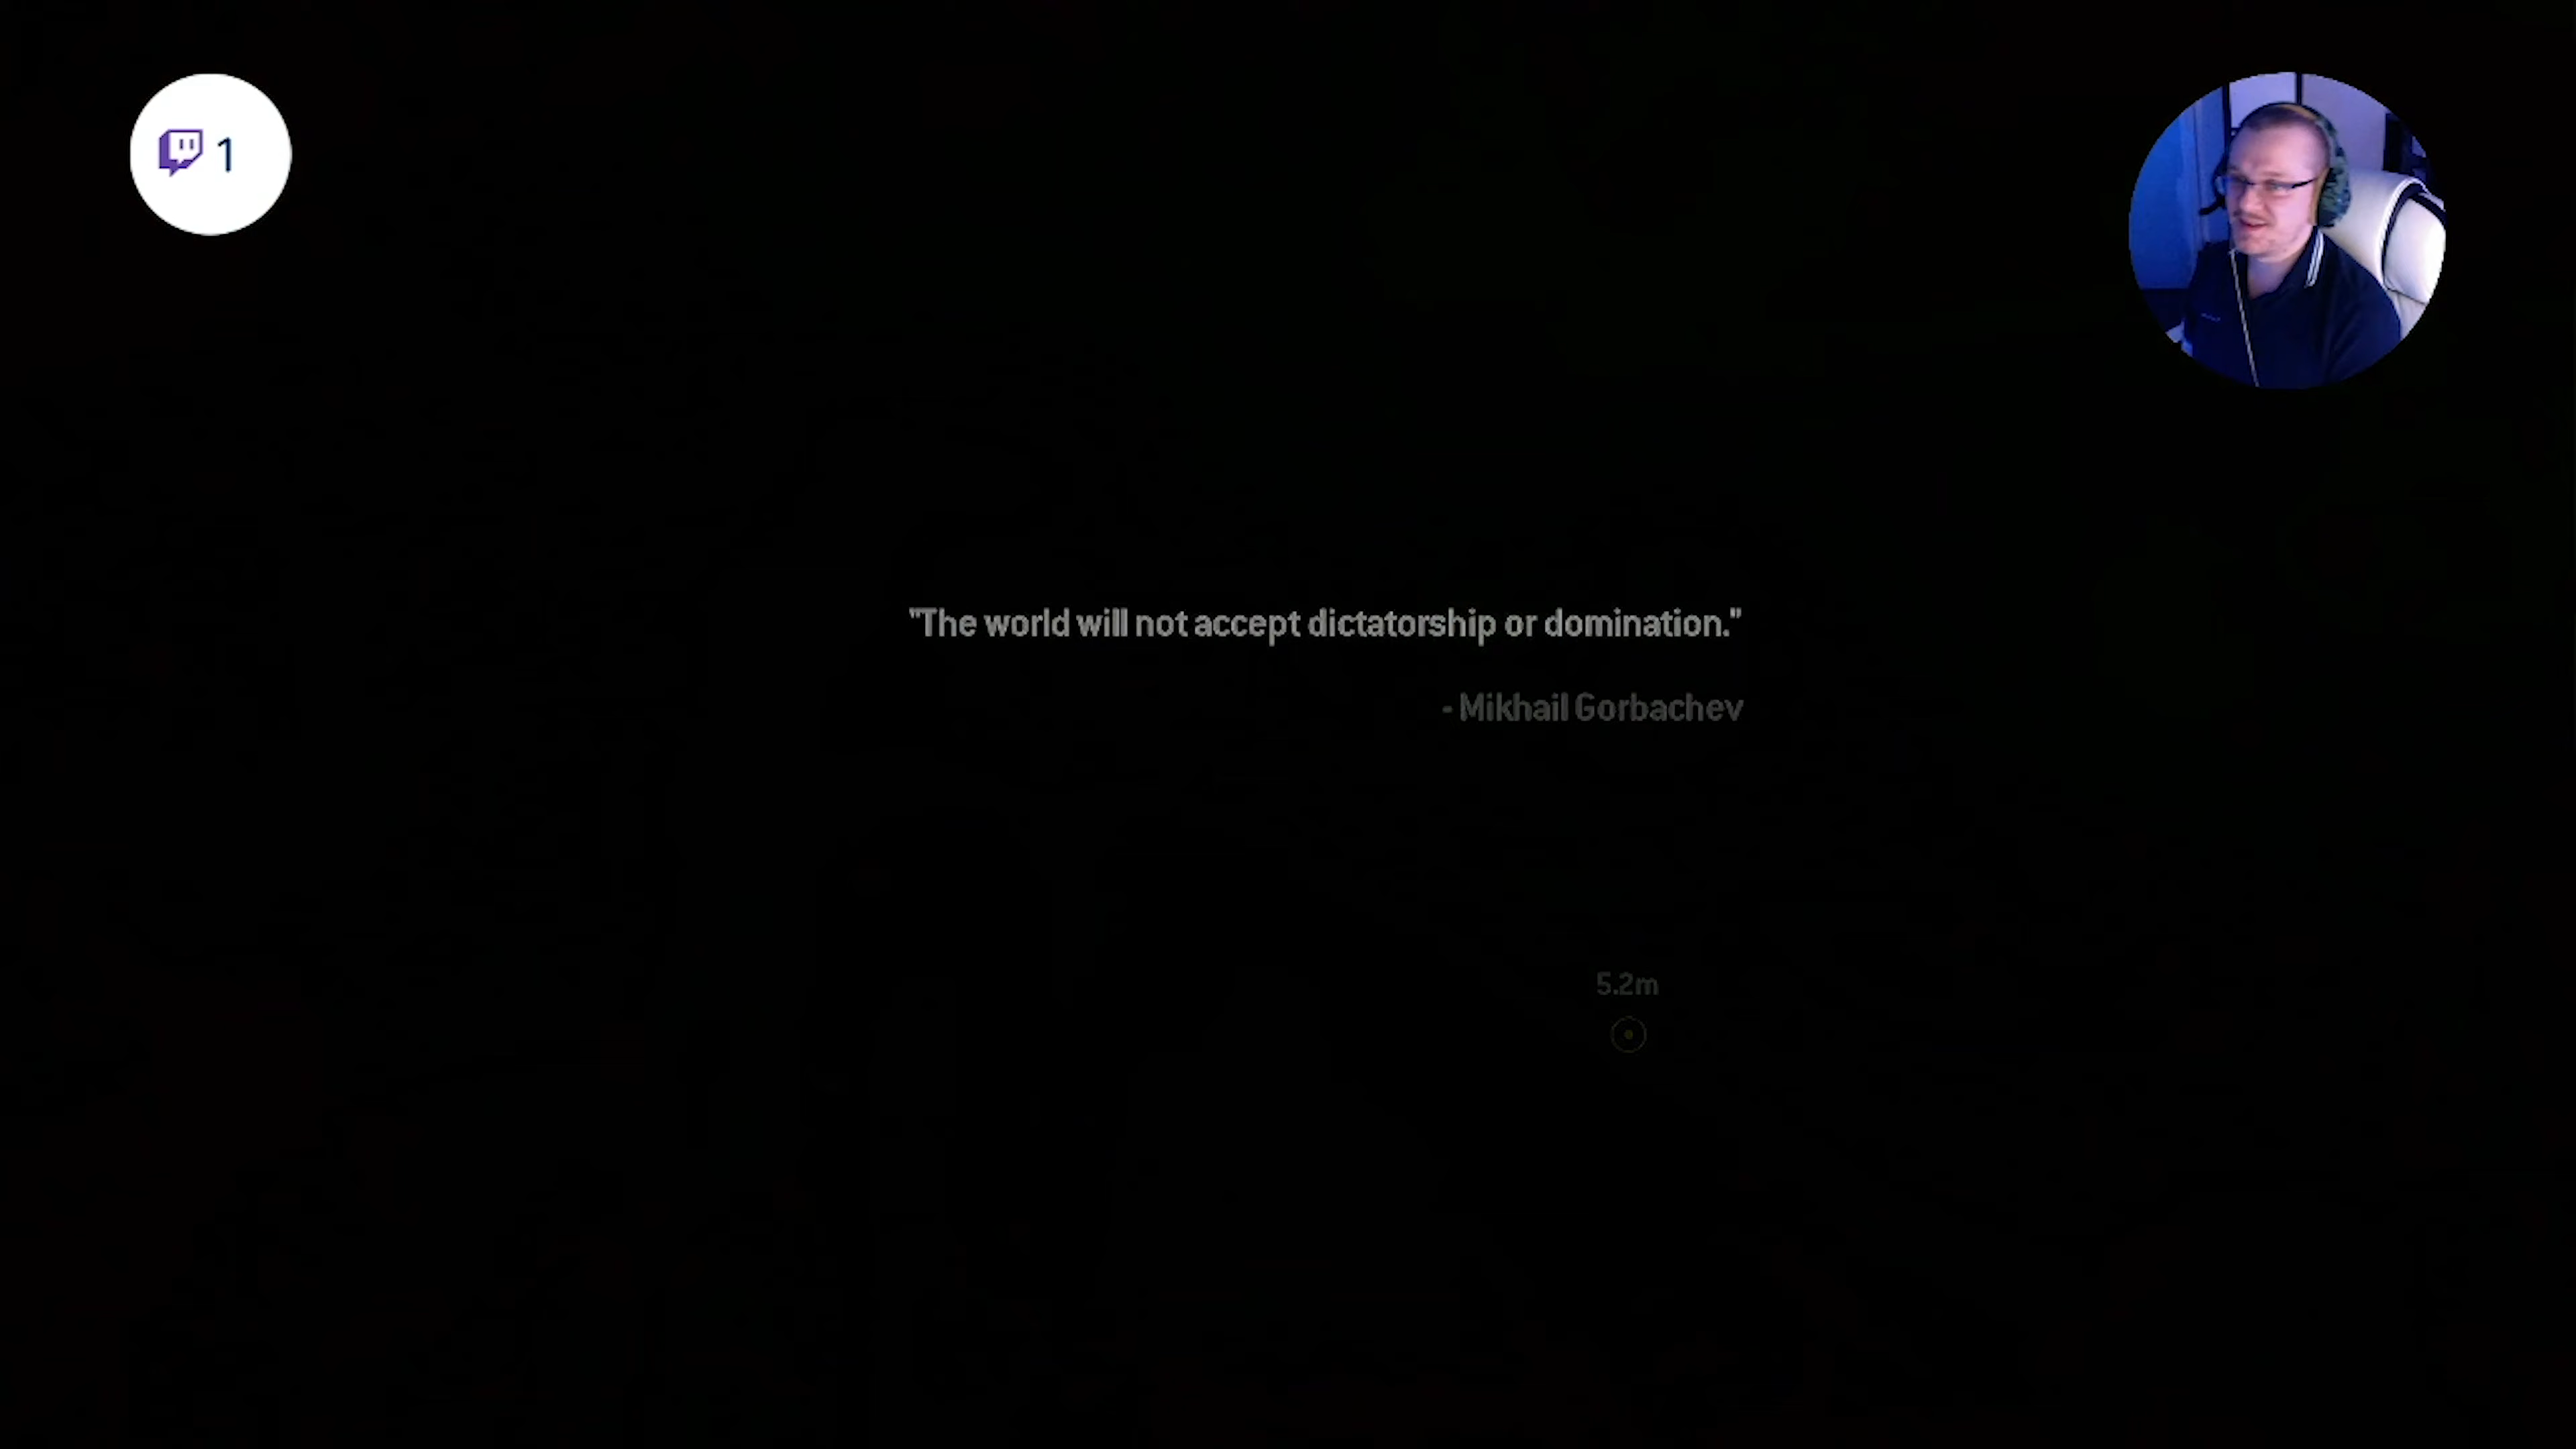 1
"The world will not accept dictatorship or domination."
- Mikhail Gorbachev
5.2m